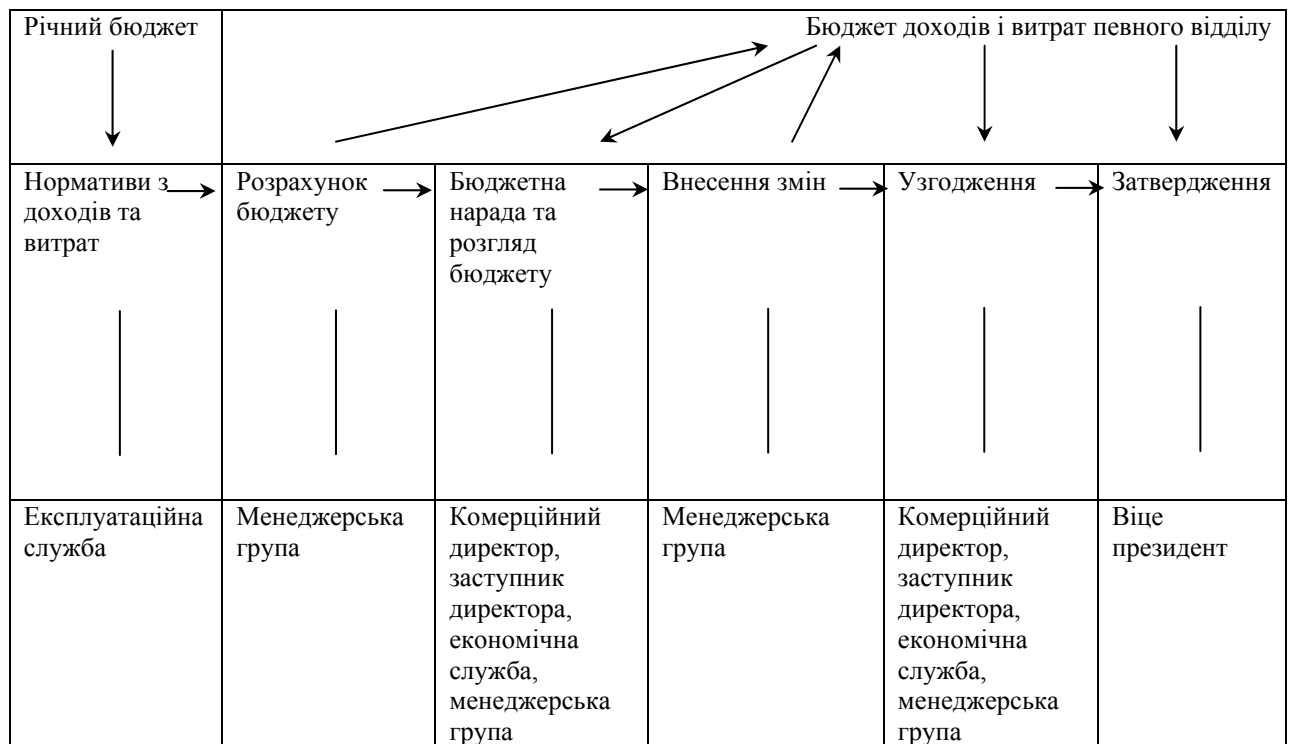 Річний бюджет
Бюджет доходів і витрат певного відділу
Нормативи з
доходів та
витрат
Розрахунок
бюджету
Бюджетна
нарада та
розгляд
бюджету
Внесення змін
Узгодження
Затвердження
Експлуатаційна
служба
Менеджерська
група
Комерційний
директор,
заступник
директора,
економічна
служба,
менеджерська
група
Менеджерська
група
Комерційний
директор,
заступник
директора,
економічна
служба,
менеджерська
група
Віце
президент